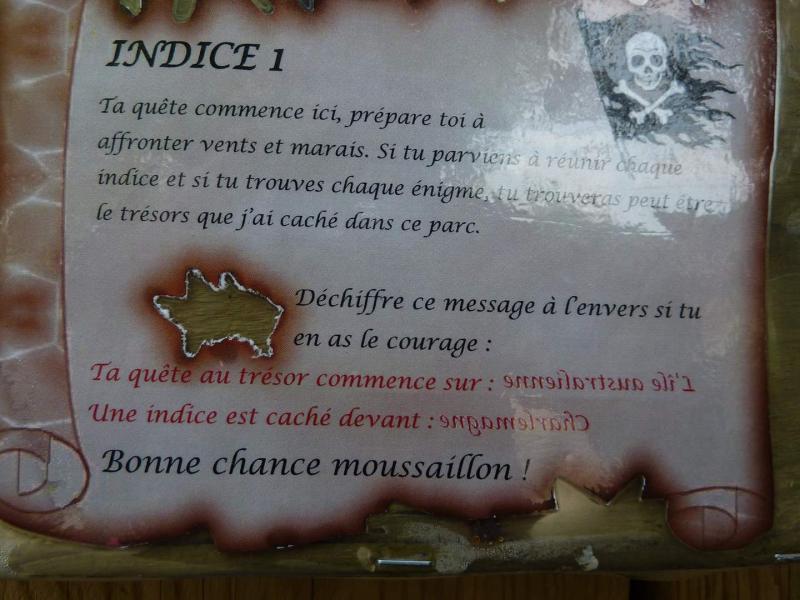 INDICE 1
Ta quête commence ici, prépare toi à
affronter vents et marais. Si tu parviens à réunir chaque
indice et si tu trouves chaque énigme, tu trouveras peut être
le trésors que j'ai caché dans ce parc.
Déchiffre ce message à l'envers si tu
en as le courage :
Ta quête au trésor commence sur : L'île australienne
Une indice est caché devant : Charlemagne
Bonne chance moussaillon !